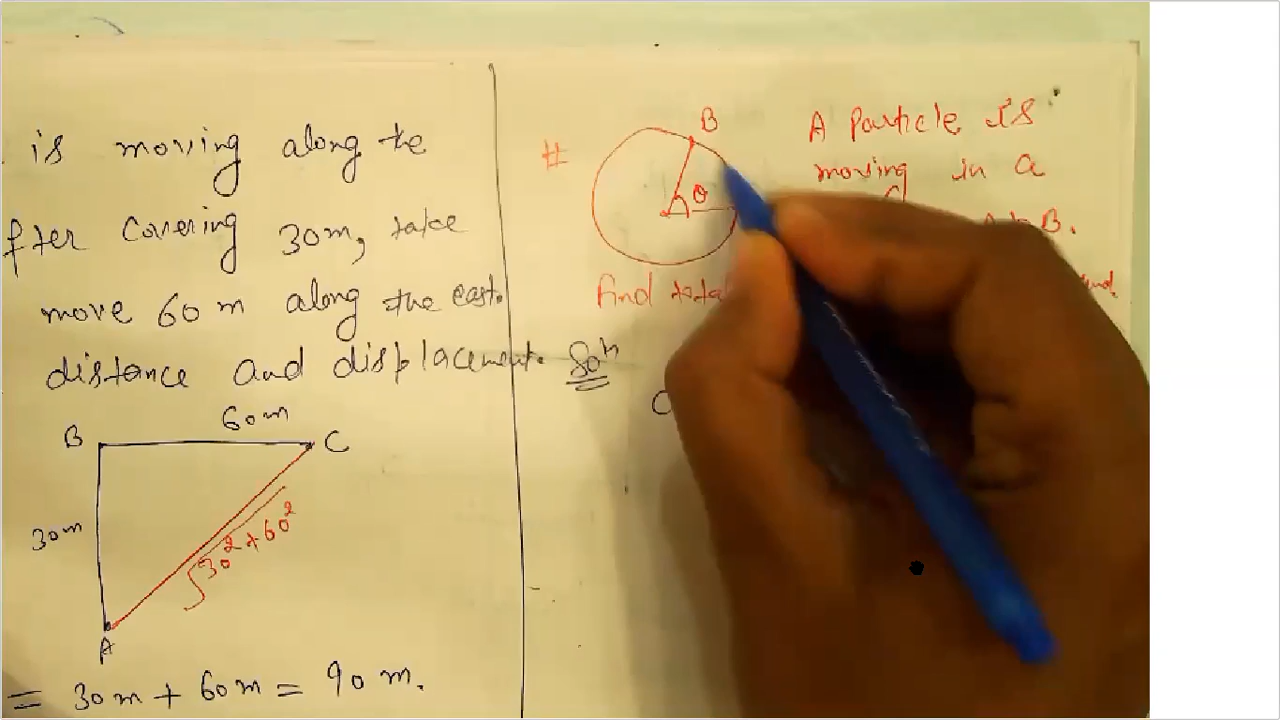 is moving along the
fter covering 30m, take
move 60 m along the east.
distance and displacement.
60m
B
C
30m
√30²+60²
A
= 30m + 60m = 90 m.
#
B
θ
A particle is
moving in a
B.
find total
Soln